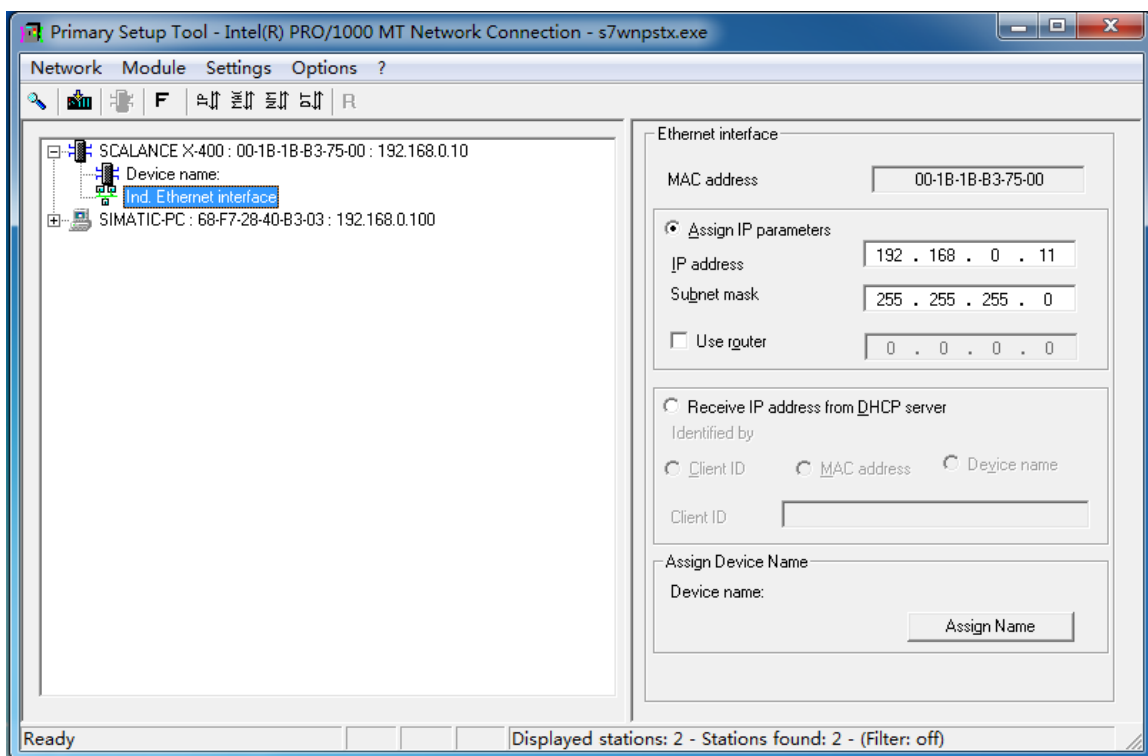 Primary Setup Tool - Intel(R) PRO/1000 MT Network Connection - s7wnpstx.exe
Network Module Settings Options ?
F R
SCALANCE X-400 : 00-1B-1B-B3-75-00 : 192.168.0.10
Device name:
Ind. Ethernet interface
SIMATIC-PC : 68-F7-28-40-B3-03 : 192.168.0.100
Ethernet interface
MAC address 00-1B-1B-B3-75-00
Assign IP parameters
IP address 192 . 168 . 0 . 11
Subnet mask 255 . 255 . 255 . 0
Use router 0 . 0 . 0 . 0
Receive IP address from DHCP server
Identified by
Client ID MAC address Device name
Client ID
Assign Device Name
Device name:
Assign Name
Ready Displayed stations: 2 - Stations found: 2 - (Filter: off)